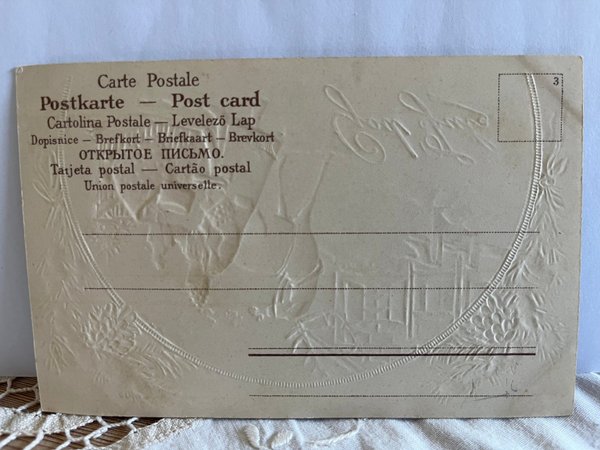 Carte Postale
Postkarte — Post card
Cartolina Postale — Levelező Lap
Dopisnice — Brefkort — Briefkaart — Brevkort
ОТКРЫТОЕ ПИСЬМО.
Tarjeta postal — Cartão postal
Union postale universelle.
3